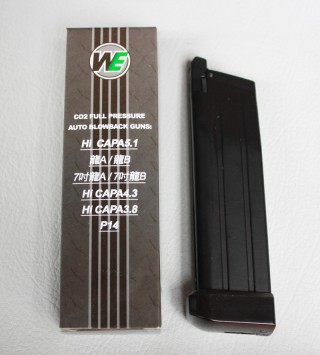 WE
CO2 FULL PRESSURE
AUTO BLOWBACK GUNS:
Hi CAPA5.1
龍A / 龍B
7吋龍A / 7吋龍B
Hi CAPA4.3
Hi CAPA3.8
P14